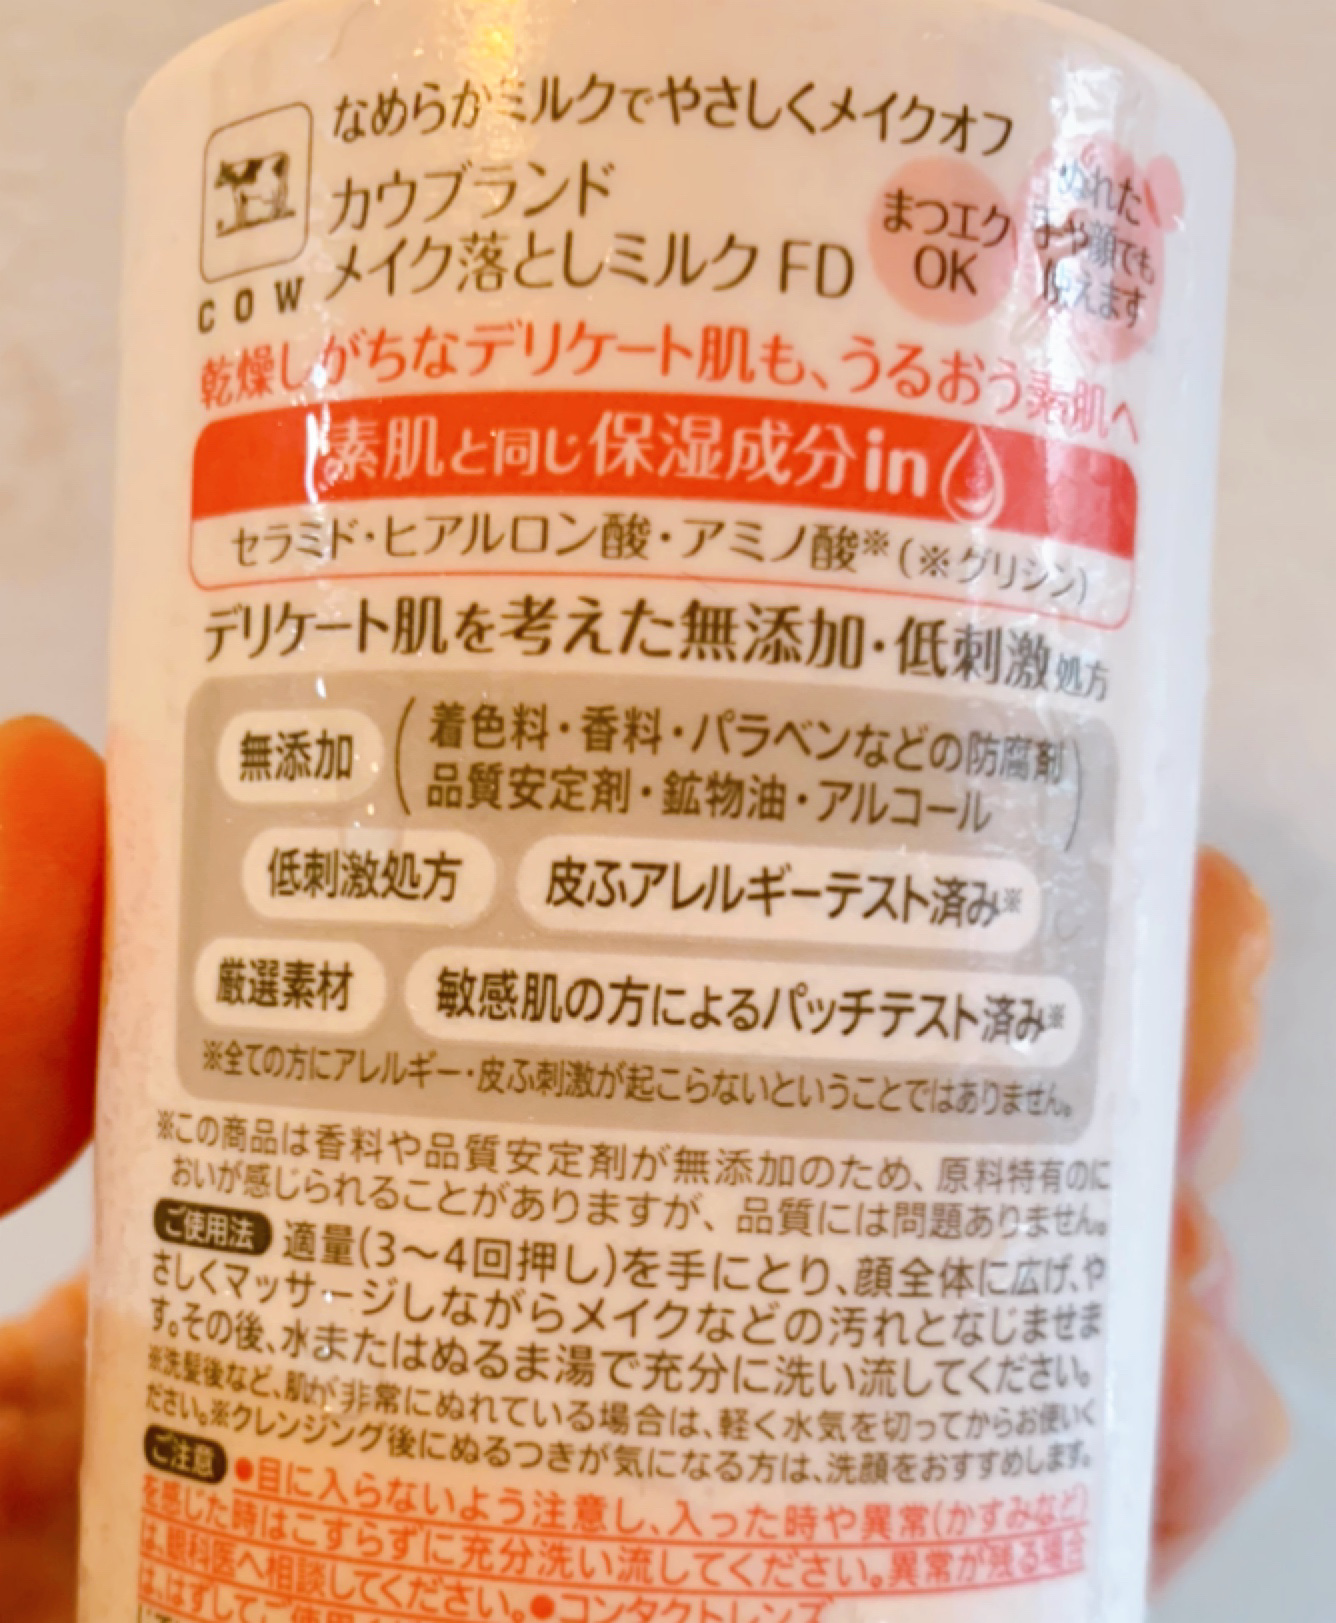 なめらかミルクでやさしくメイクオフ
カウブランド
メイク落としミルク FD
COW
まつエク
OK
ぬれた
手や顔でも
使えます
乾燥しがちなデリケート肌も、うるおう素肌へ
素肌と同じ保湿成分in
セラミド・ヒアルロン酸・アミノ酸※(※グリシン)
デリケート肌を考えた無添加・低刺激処方
無添加
(着色料・香料・パラベンなどの防腐剤
品質安定剤・鉱物油・アルコール)
低刺激処方 皮ふアレルギーテスト済み※
厳選素材 敏感肌の方によるパッチテスト済み※
※全ての方にアレルギー・皮ふ刺激が起こらないということではありません。
※この商品は香料や品質安定剤が無添加のため、原料特有のに
おいが感じられることがありますが、品質には問題ありません。
ご使用法 適量(3〜4回押し)を手にとり、顔全体に広げ、や
さしくマッサージしながらメイクなどの汚れとなじませま
す。その後、水またはぬるま湯で充分に洗い流してください。
※洗髪後など、肌が非常にぬれている場合は、軽く水気を切ってからお使いく
ださい。※クレンジング後にぬるつきが気になる方は、洗顔をおすすめします。
ご注意 ●目に入らないよう注意し、入った時や異常(かすみなど)
を感じた時はこすらずに充分洗い流してください。異常が残る場合
は、眼科医へ相談してください。●コンタクトレンズ
は、はずして、ご使用